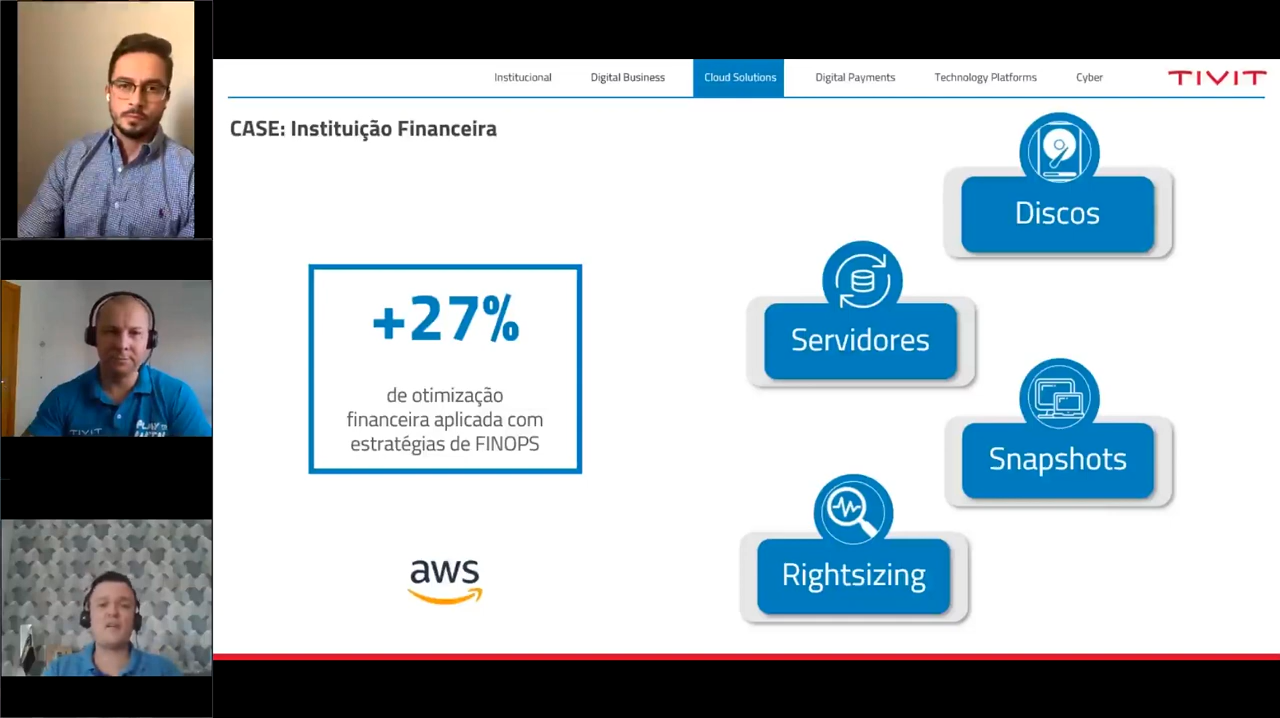 Institucional
Digital Business
Cloud Solutions
Digital Payments
Technology Platforms
Cyber
TIVIT
CASE: Instituição Financeira
Discos
+27%
de otimização
financeira aplicada com
estratégias de FINOPS
Servidores
Snapshots
Rightsizing
aws
TIVIT